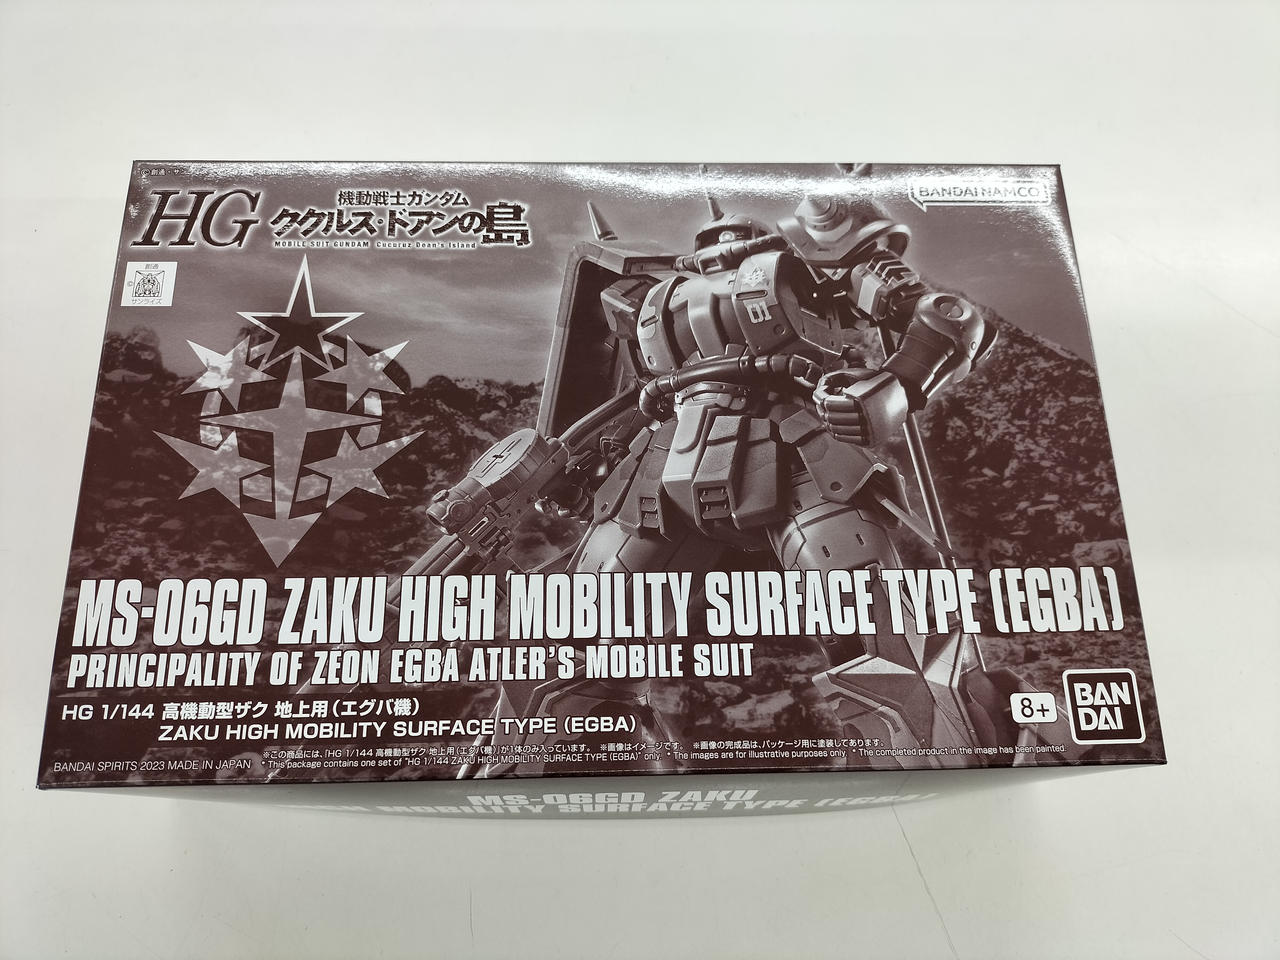 ©創通・サン
BANDAI NAMCO
HG
機動戦士ガンダム
ククルス・ドアンの島
MOBILE SUIT GUNDAM Cucuruz Doan's Island
創通
©
サンライズ
01
MS-06GD ZAKU HIGH MOBILITY SURFACE TYPE (EGBA)
PRINCIPALITY OF ZEON EGBA ATLER'S MOBILE SUIT
HG 1/144 高機動型ザク 地上用(エグバ機)
ZAKU HIGH MOBILITY SURFACE TYPE (EGBA)
8+
BAN
DAI
※この商品には、「HG 1/144 高機動型ザク 地上用(エグバ機)」が1体のみ入っています。 ※画像はイメージです。 ※画像の完成品は、パッケージ用に塗装してあります。
BANDAI SPIRITS 2023 MADE IN JAPAN
* This package contains one set of "HG 1/144 ZAKU HIGH MOBILITY SURFACE TYPE (EGBA)" only. * The images are for illustrative purposes only. * The completed product in the image has been painted.
MS-06GD ZAKU
HIGH MOBILITY SURFACE TYPE (EGBA)